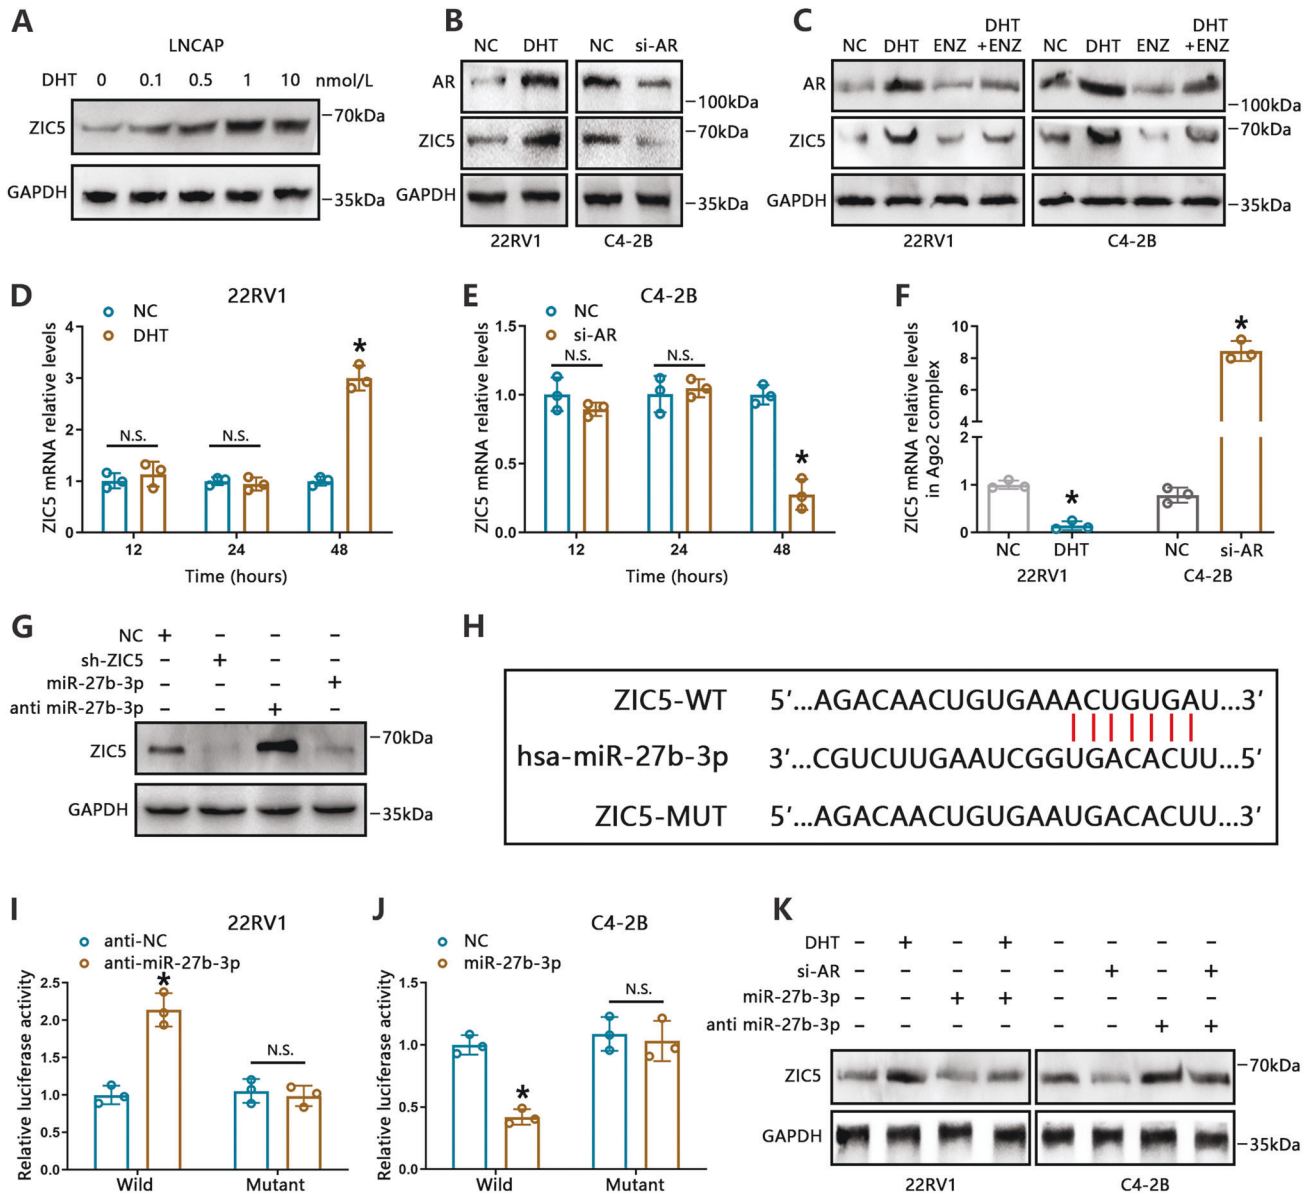 A
LNCAP
DHT 0 0.1 0.5 1 10 nmol/L
ZIC5
70kDa
GAPDH
35kDa
B
NC DHT NC si-AR
AR
100kDa
ZIC5
70kDa
GAPDH
35kDa
22RV1 C4-2B
C
NC DHT ENZ DHT +ENZ NC DHT ENZ DHT +ENZ
AR
100kDa
ZIC5
70kDa
GAPDH
35kDa
22RV1 C4-2B
D
22RV1
NC
DHT
ZIC5 mRNA relative levels
4
3
2
1
0
N.S. N.S. *
12 24 48
Time (hours)
E
C4-2B
NC
si-AR
ZIC5 mRNA relative levels
1.5
1.0
0.5
0.0
N.S. N.S. *
12 24 48
Time (hours)
F
ZIC5 mRNA relative levels
in Ago2 complex
10
8
6
4
2
1
0
* *
NC DHT NC si-AR
22RV1 C4-2B
G
NC + – – –
sh-ZIC5 – + – –
miR-27b-3p – – – +
anti miR-27b-3p – – + –
ZIC5
70kDa
GAPDH
35kDa
H
ZIC5-WT 5’...AGACAACUGUGAAACUGUGAU...3’
hsa-miR-27b-3p 3’...CGUCUUGAAUCGGUGACACUU...5’
ZIC5-MUT 5’...AGACAACUGUGAAUGACACUU...3’
I
22RV1
anti-NC
anti-miR-27b-3p
Relative luciferase activity
2.5
2.0
1.5
1.0
0.5
0.0
* N.S.
Wild Mutant
J
C4-2B
NC
miR-27b-3p
Relative luciferase activity
1.5
1.0
0.5
0.0
* N.S.
Wild Mutant
K
DHT – + – + – – – –
si-AR – – – – – + – +
miR-27b-3p – – + + – – – –
anti miR-27b-3p – – – – – – + +
ZIC5
70kDa
GAPDH
35kDa
22RV1 C4-2B